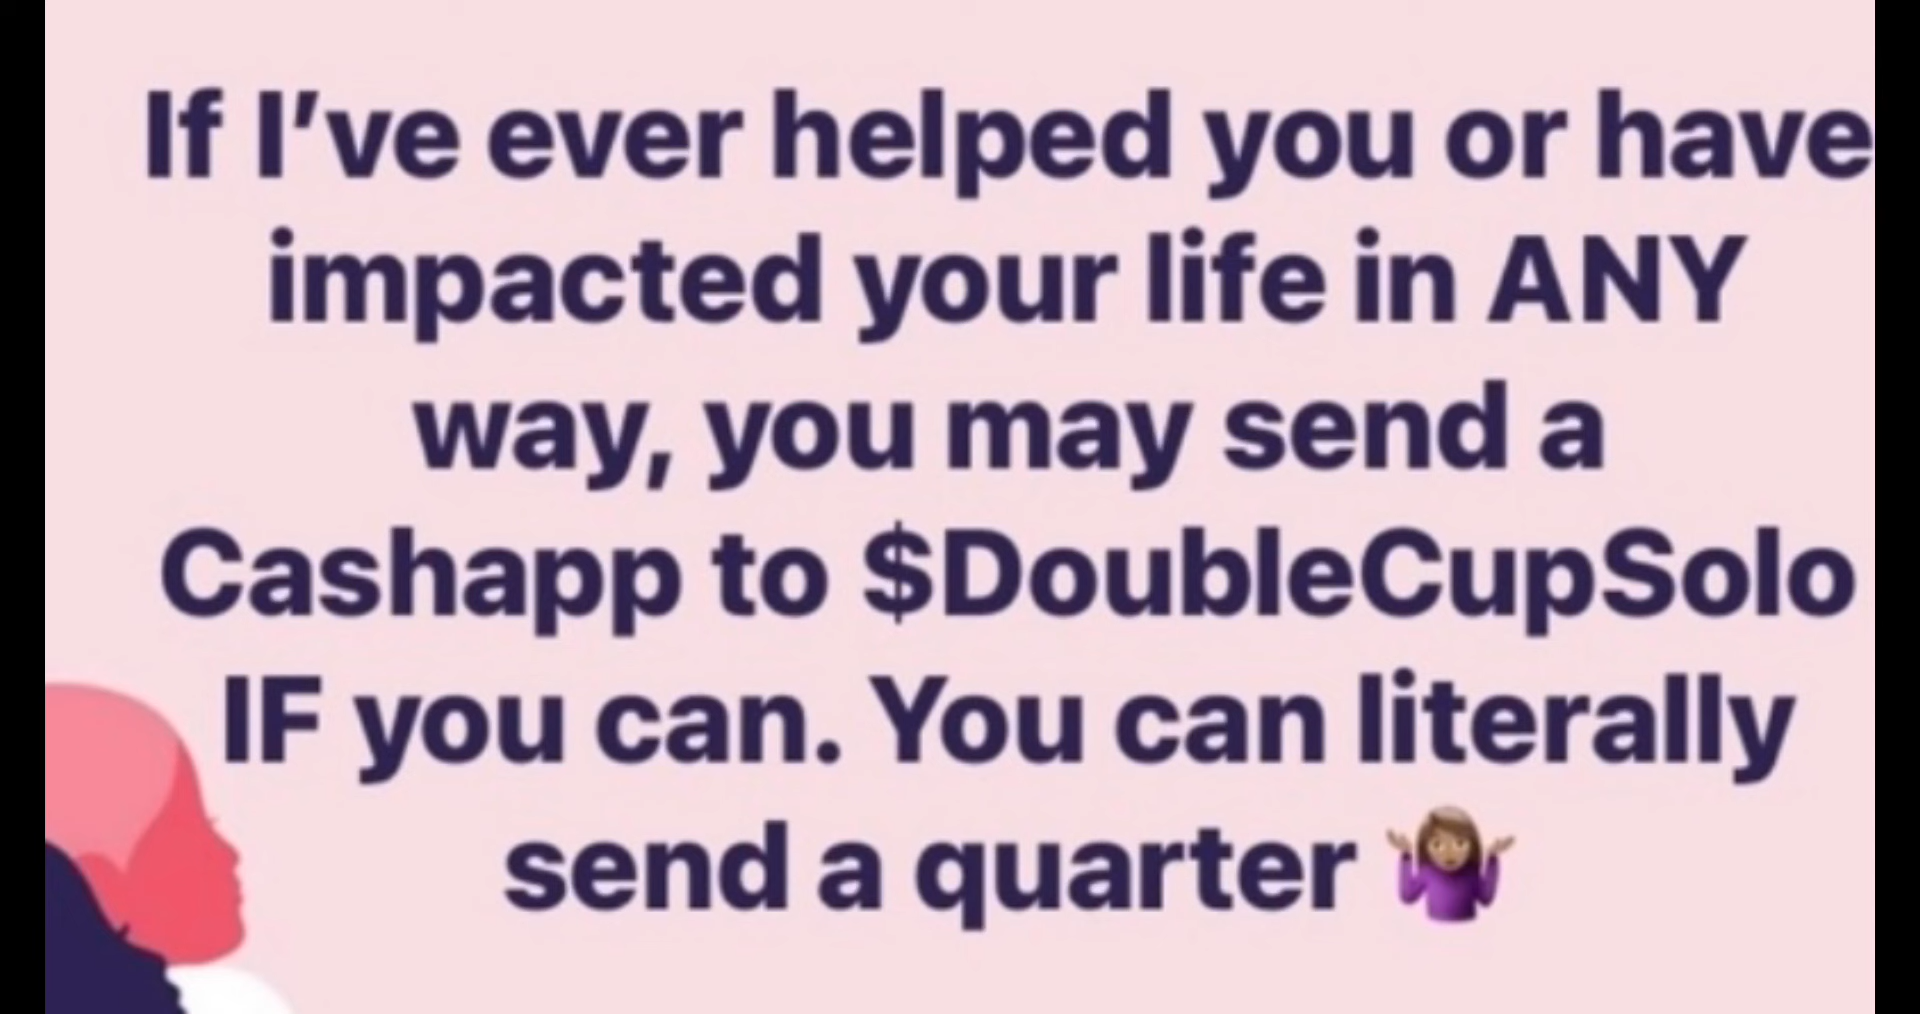 If I’ve ever helped you or have
impacted your life in ANY
way, you may send a
Cashapp to $DoubleCupSolo
IF you can. You can literally
send a quarter 🤷🏽‍♀️